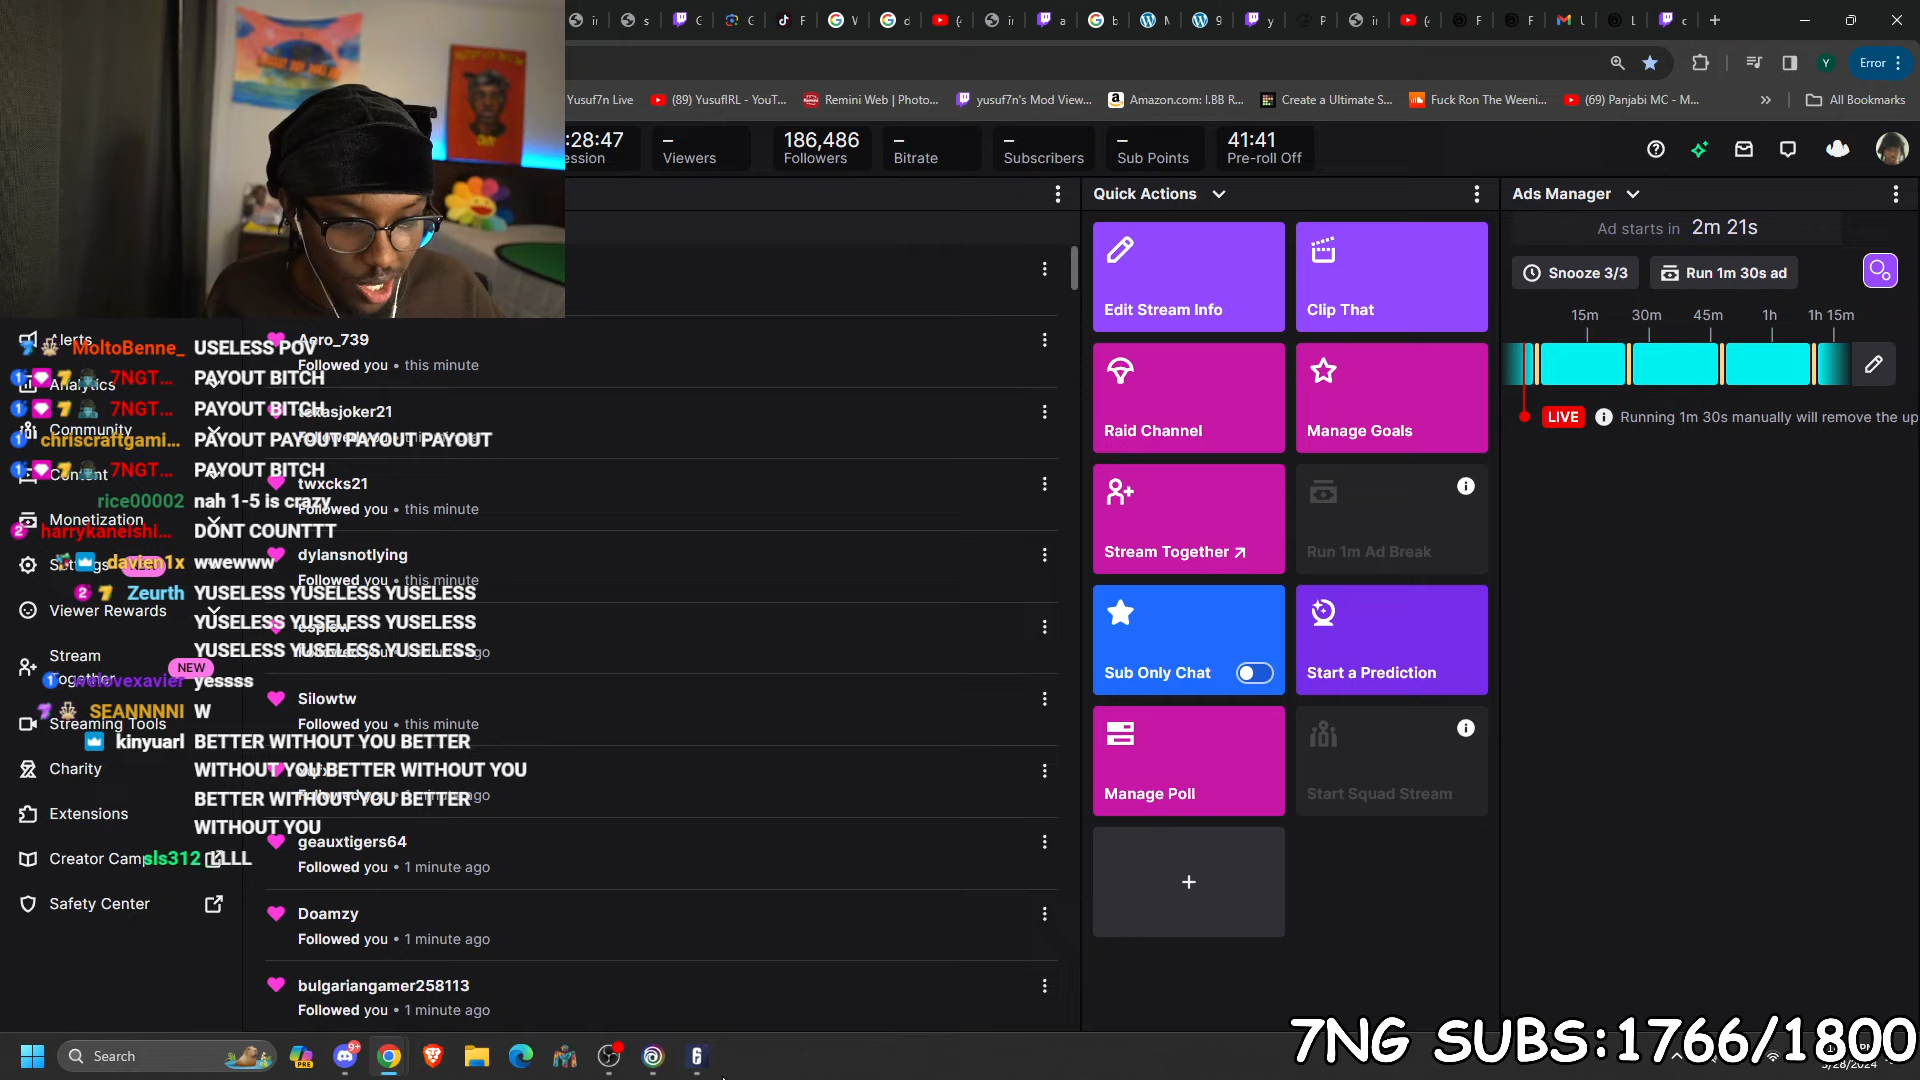 Error
Yusuf7n Live
(89) YusufIRL - YouT...
Remini Web | Photo...
yusuf7n's Mod View...
Amazon.com: I.BB R...
Create a Ultimate S...
Fuck Ron The Weeni...
(69) Panjabi MC - M...
All Bookmarks
:28:47
ession
–
Viewers
186,486
Followers
–
Bitrate
–
Subscribers
–
Sub Points
41:41
Pre-roll Off
Quick Actions
Ads Manager
Ad starts in 2m 21s
Snooze 3/3
Run 1m 30s ad
15m 30m 45m 1h 1h 15m
LIVE
Running 1m 30s manually will remove the up
Edit Stream Info
Clip That
Raid Channel
Manage Goals
Stream Together
Run 1m Ad Break
Sub Only Chat
Start a Prediction
Manage Poll
Start Squad Stream
+
Alerts
Analytics
Community
Content
Monetization
Settings
NEW
Viewer Rewards
Stream
Together
NEW
Streaming Tools
Charity
Extensions
Creator Camp
Safety Center
MoltoBenne_ USELESS POV
7NGT... PAYOUT BITCH
7NGT... PAYOUT BITCH
chriscraftgami... PAYOUT PAYOUT PAYOUT PAYOUT
7NGT... PAYOUT BITCH
rice00002 nah 1-5 is crazy
harrykaneishi... DONT COUNTTT
davien1x wwewww
Zeurth YUSELESS YUSELESS YUSELESS
YUSELESS YUSELESS YUSELESS
YUSELESS YUSELESS YUSELESS
welovexavier yessss
SEANNNNI W
kinyuarl BETTER WITHOUT YOU BETTER
WITHOUT YOU BETTER WITHOUT YOU
BETTER WITHOUT YOU BETTER
WITHOUT YOU
sls312 LLLL
Aero_739
Followed you • this minute
texasjoker21
twxcks21
Followed you • this minute
dylansnotlying
Followed you • this minute
Silowtw
Followed you • this minute
geauxtigers64
Followed you • 1 minute ago
Doamzy
Followed you • 1 minute ago
bulgariangamer258113
Followed you • 1 minute ago
7NG SUBS:1766/1800
Search